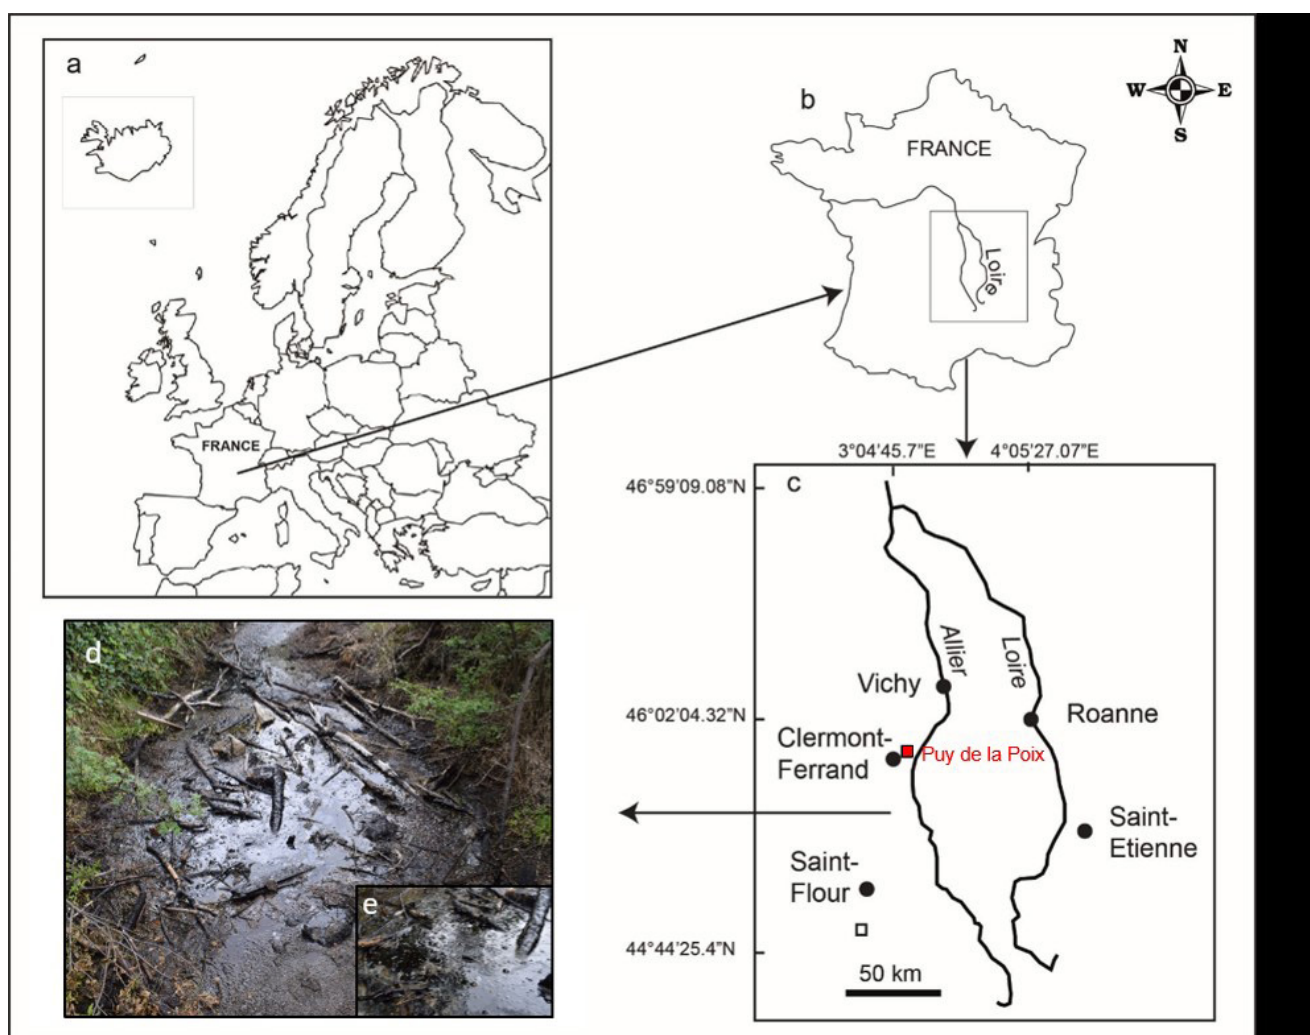 a
FRANCE
b
FRANCE
Loire
N
W
E
S
3°04'45.7"E
4°05'27.07"E
c
46°59'09.08"N
46°02'04.32"N
44°44'25.4"N
Allier
Loire
Vichy
Roanne
Clermont-
Ferrand
Puy de la Poix
Saint-
Etienne
Saint-
Flour
50 km
d
e